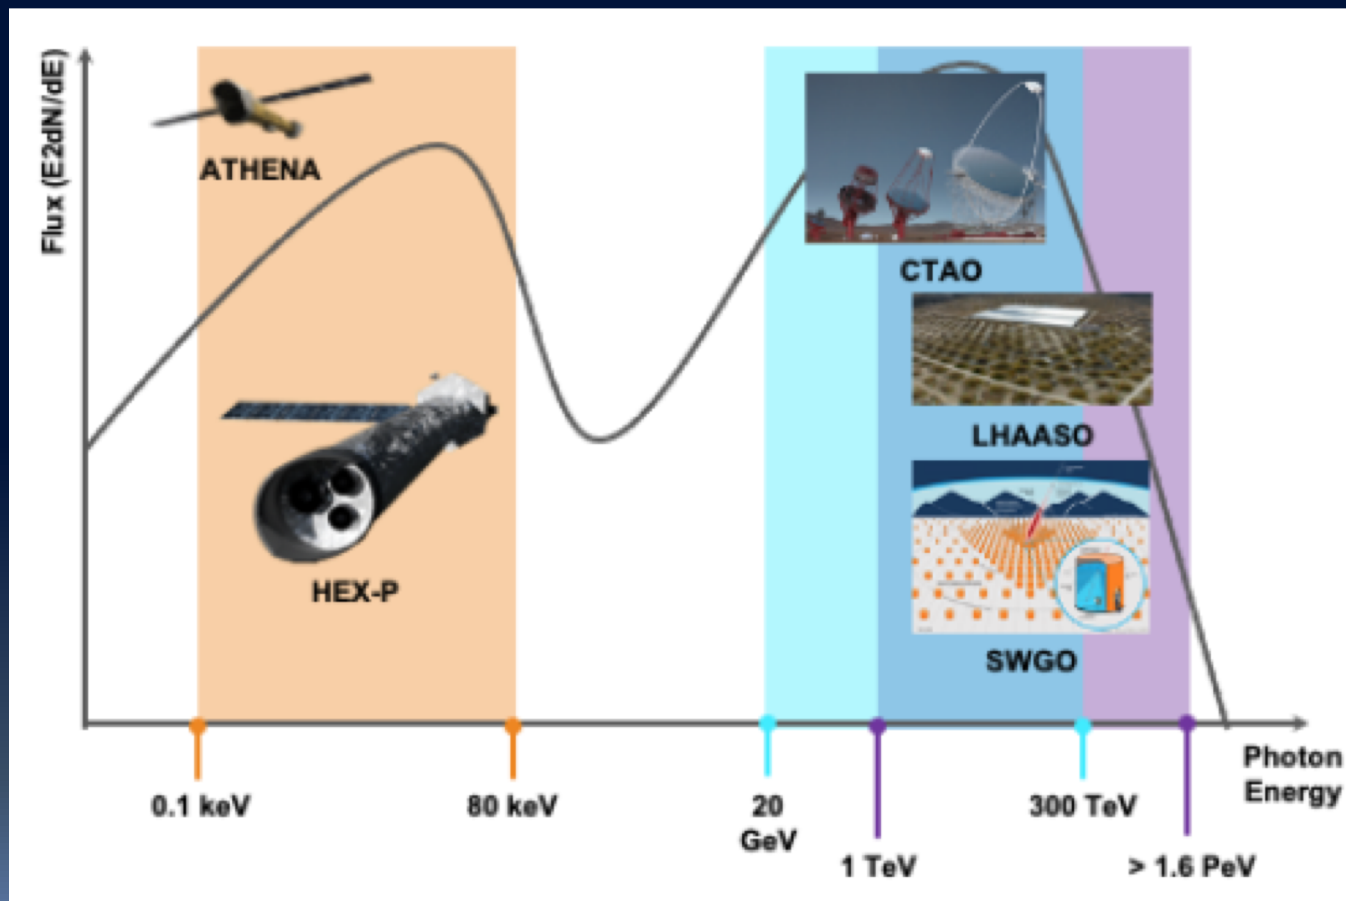 Flux (E2dN/dE)
ATHENA
CTAO
LHAASO
HEX-P
SWGO
Photon
Energy
0.1 keV
80 keV
20
GeV
300 TeV
1 TeV
> 1.6 PeV